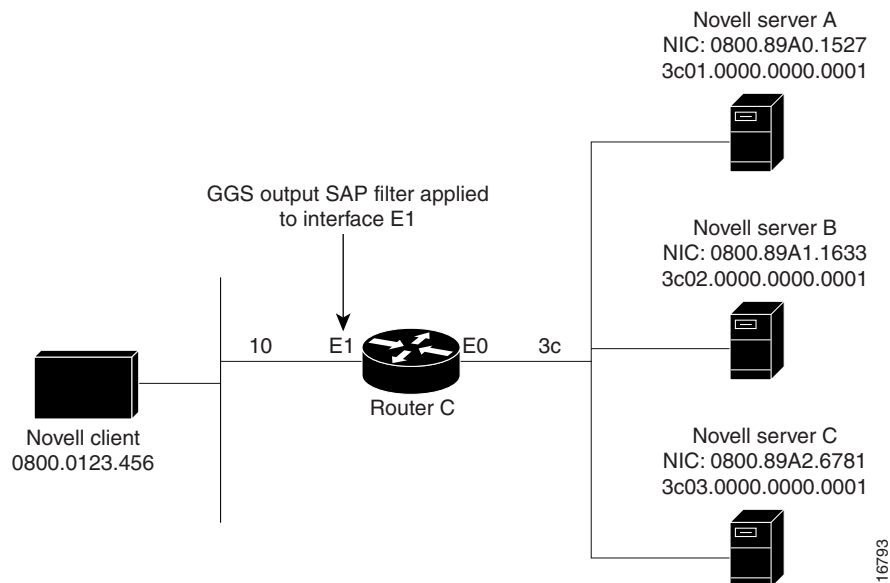 Novell server A
NIC: 0800.89A0.1527
3c01.0000.0000.0001
GGS output SAP filter applied
to interface E1
Novell server B
NIC: 0800.89A1.1633
3c02.0000.0000.0001
10
E1
E0
3c
Router C
Novell client
0800.0123.456
Novell server C
NIC: 0800.89A2.6781
3c03.0000.0000.0001
16793